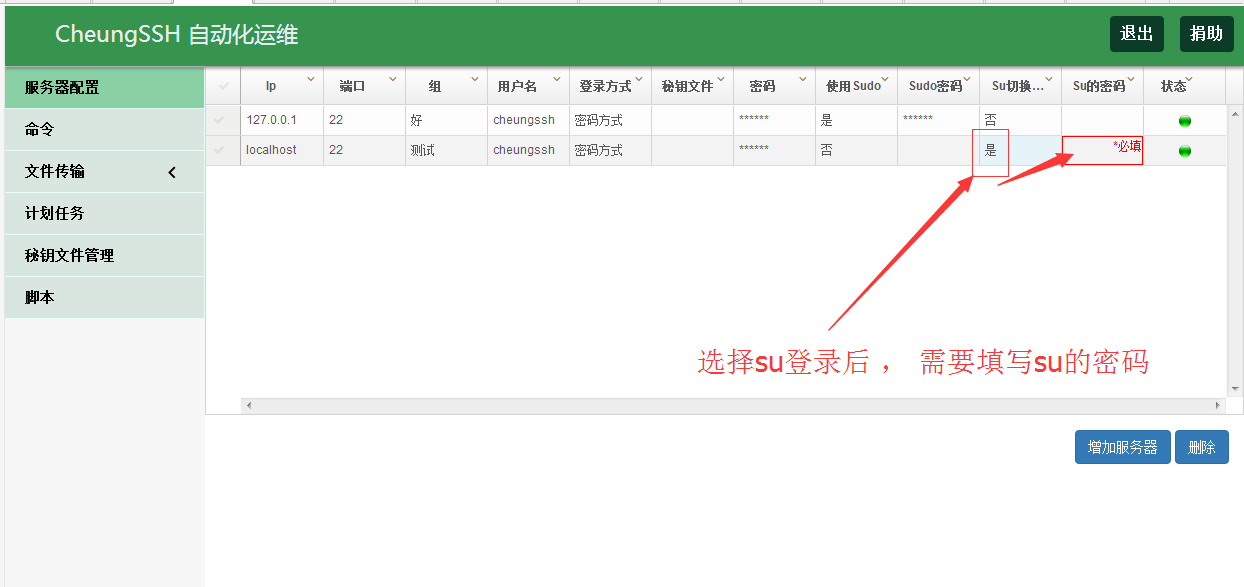 CheungSSH 自动化运维
退出 捐助
服务器配置
命令
文件传输
计划任务
秘钥文件管理
脚本
Ip 端口 组 用户名 登录方式 秘钥文件 密码 使用 Sudo Sudo密码 Su切换... Su的密码 状态
127.0.0.1 22 好 cheungssh 密码方式 ****** 是 ****** 否
localhost 22 测试 cheungssh 密码方式 ****** 否 是 *必填
选择su登录后， 需要填写su的密码
增加服务器 删除